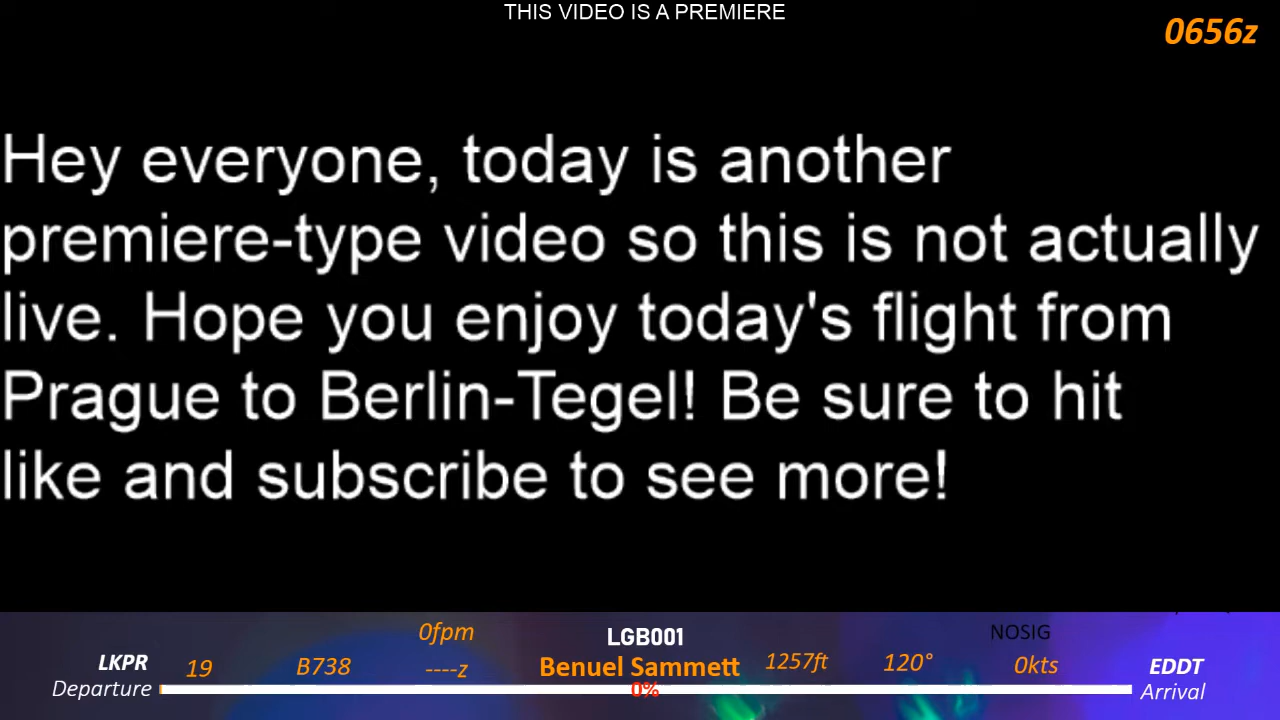 THIS VIDEO IS A PREMIERE
0656z
Hey everyone, today is another
premiere-type video so this is not actually
live. Hope you enjoy today's flight from
Prague to Berlin-Tegel! Be sure to hit
like and subscribe to see more!
0fpm
LGB001
NOSIG
LKPR
19
B738
----z
Benuel Sammett
1257ft
120°
0kts
EDDT
Departure
0%
Arrival